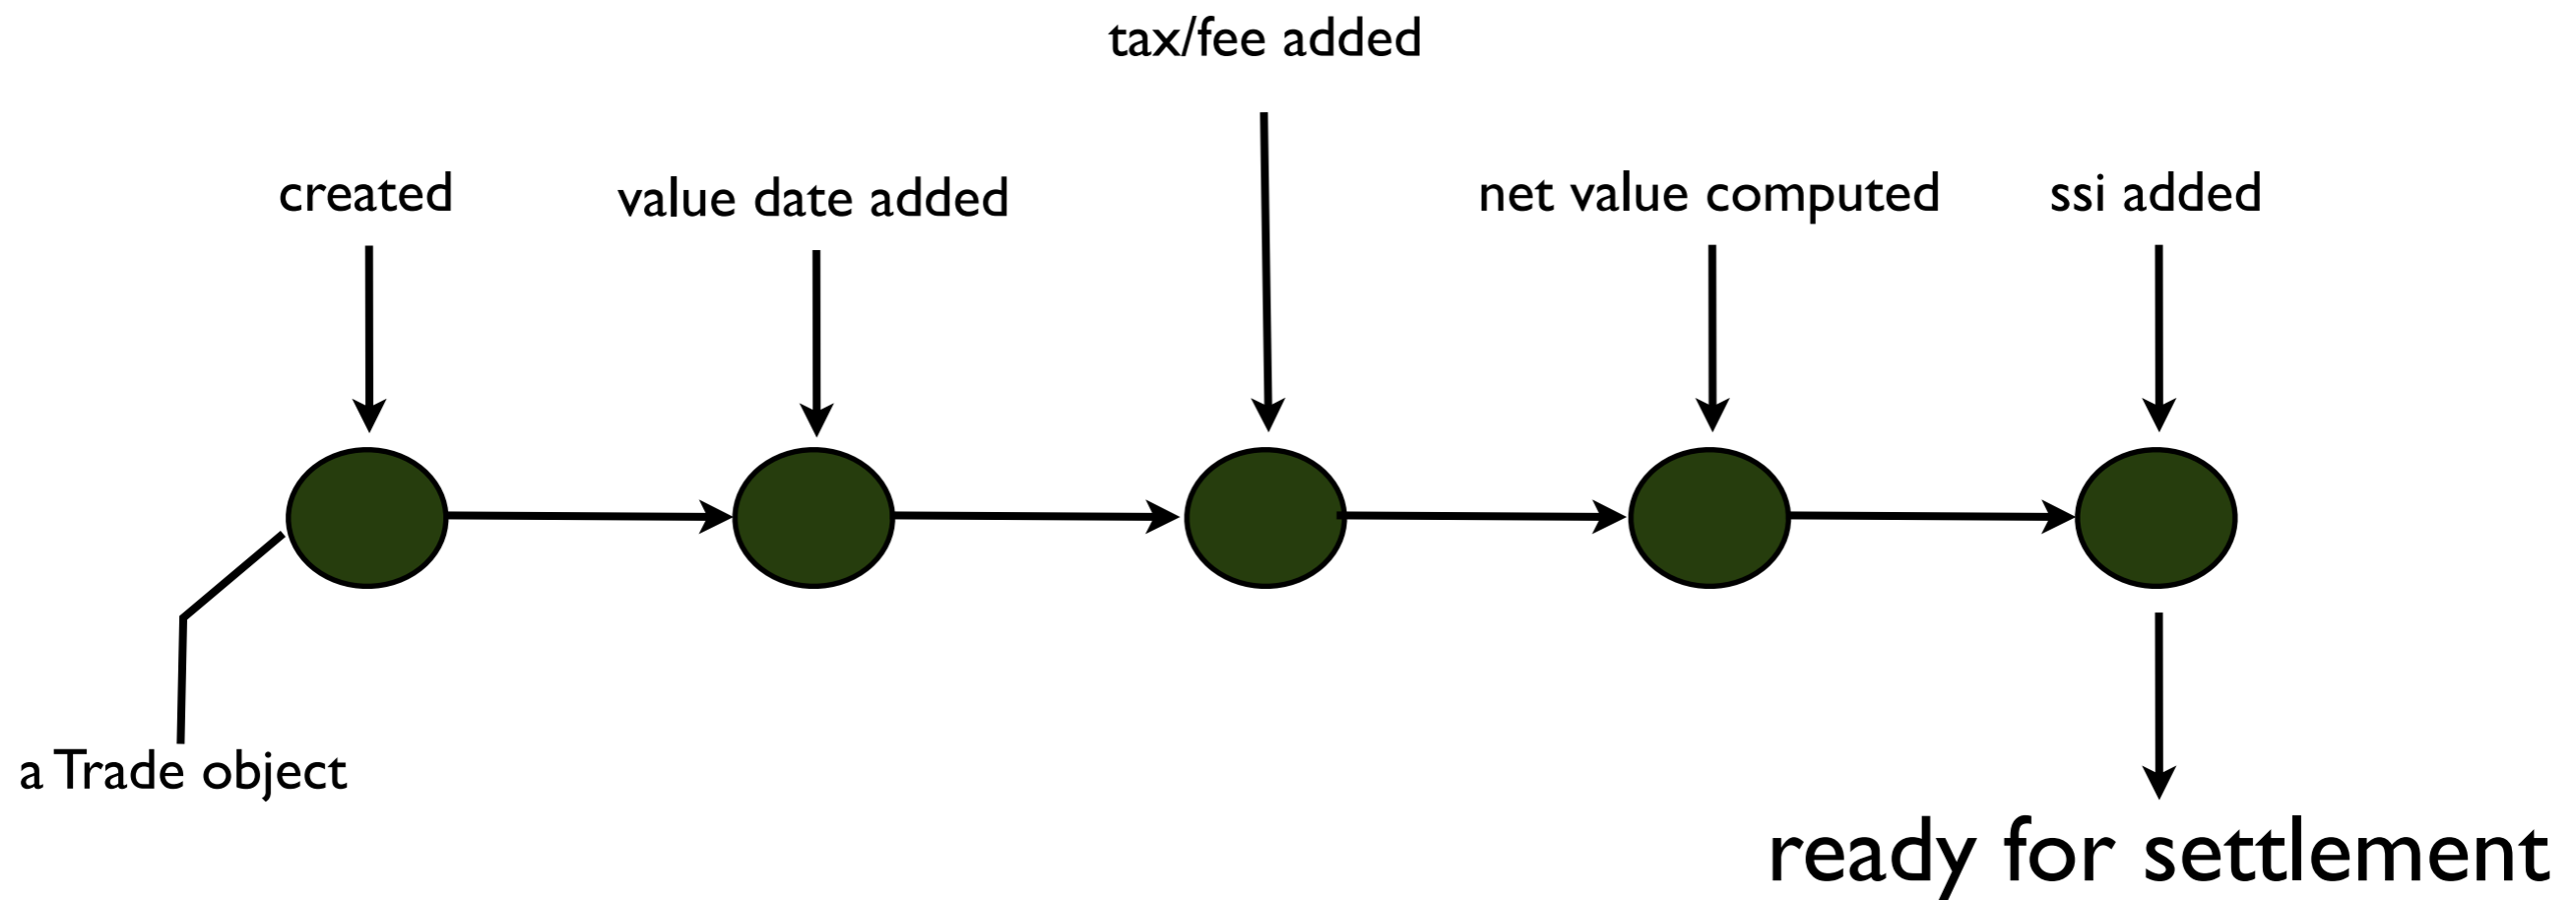 tax/fee added
created
value date added
net value computed
ssi added
a Trade object
ready for settlement